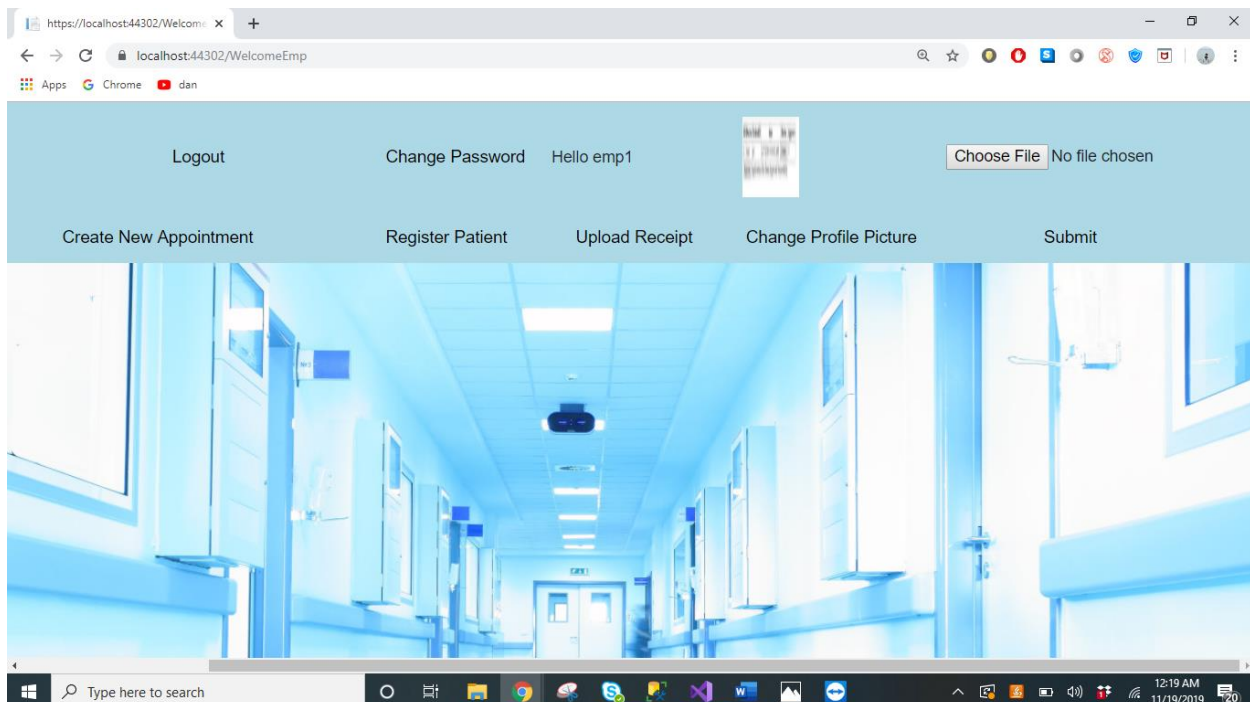 https://localhost:44302/Welcome
localhost:44302/WelcomeEmp
Apps Chrome dan
Logout Change Password Hello emp1 Choose File No file chosen
Create New Appointment Register Patient Upload Receipt Change Profile Picture Submit
Type here to search
12:19 AM
11/19/2019
20